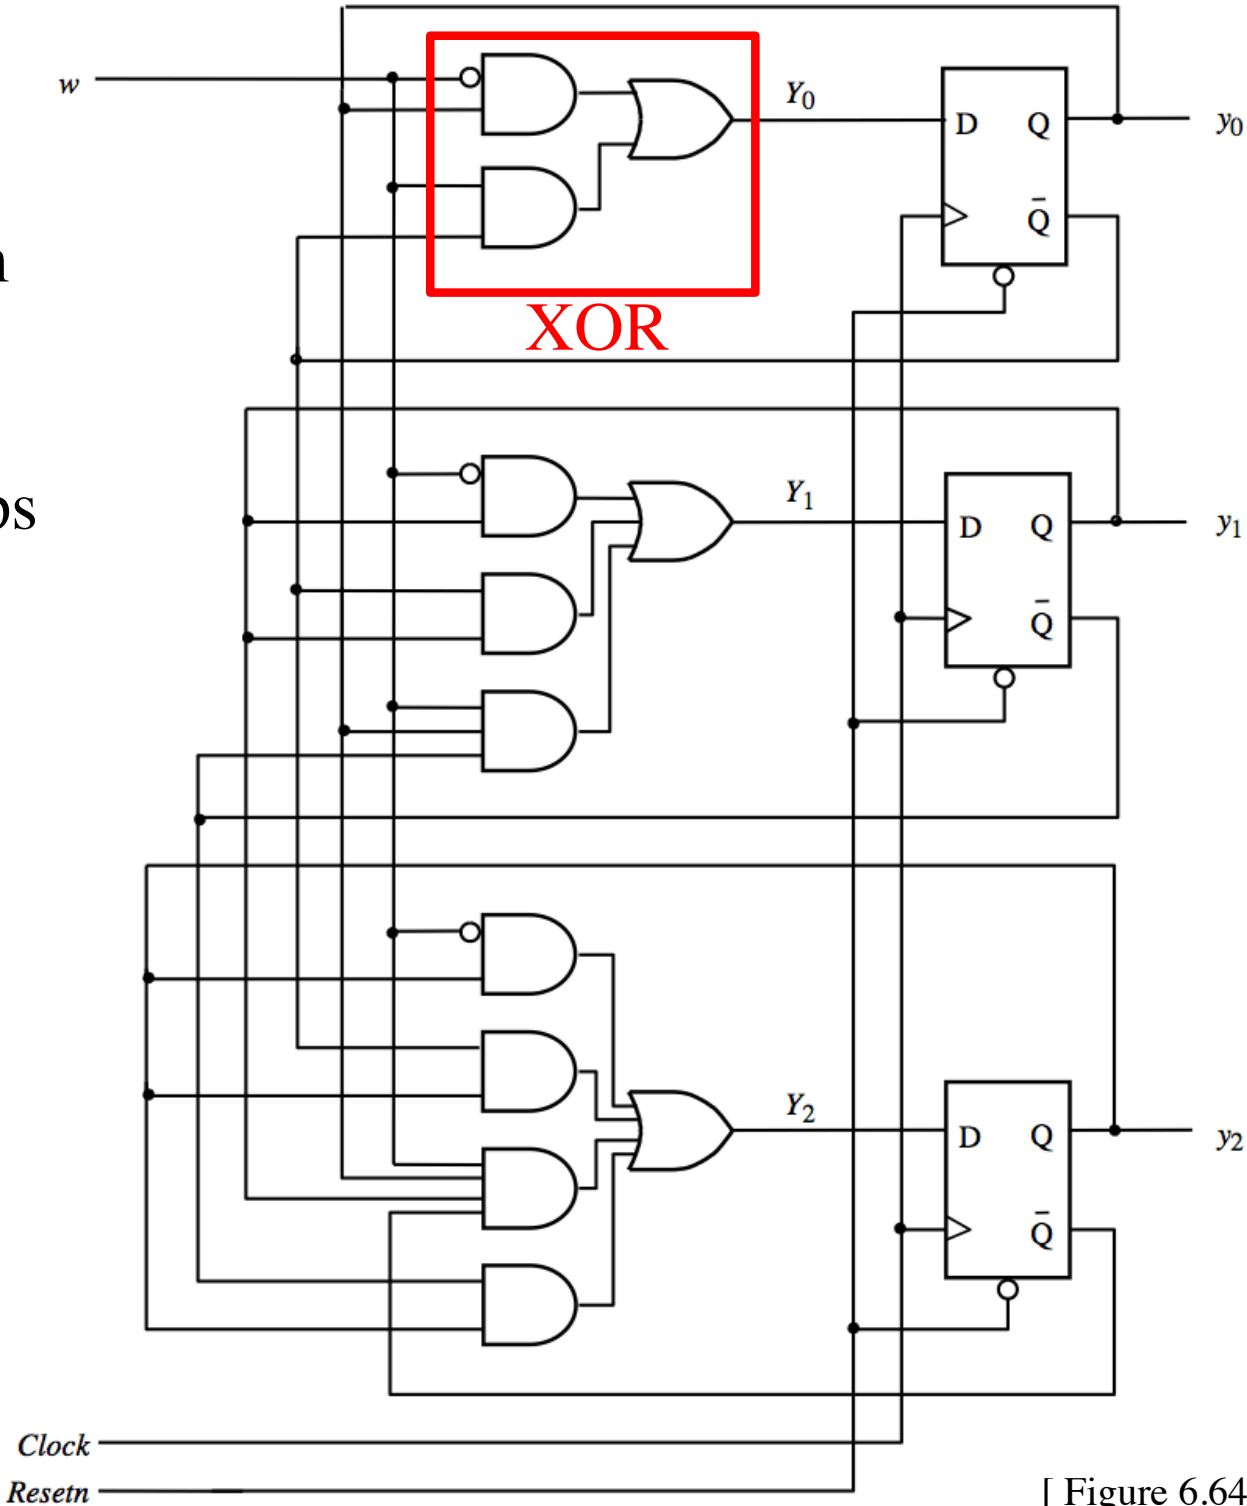 w
Y0
D Q
y0
Q̄
n
XOR
Y1
D Q
y1
Q̄
Y2
D Q
y2
Q̄
Clock
Resetn
[ Figure 6.64